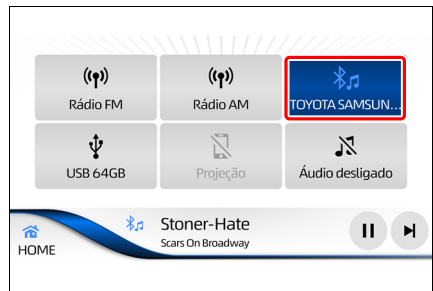 Rádio FM
Rádio AM
TOYOTA SAMSUN...
USB 64GB
Projeção
Áudio desligado
Stoner-Hate
Scars On Broadway
HOME